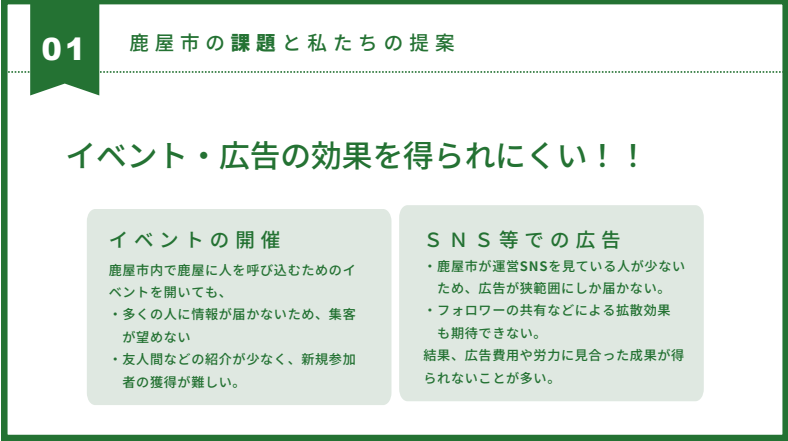 01
鹿屋市の課題と私たちの提案
イベント・広告の効果を得られにくい！！
イベントの開催
鹿屋市内で鹿屋に人を呼び込むためのイ
ベントを開いても、
・多くの人に情報が届かないため、集客
が望めない
・友人間などの紹介が少なく、新規参加
者の獲得が難しい。
ＳＮＳ等での広告
・鹿屋市が運営SNSを見ている人が少ない
ため、広告が狭範囲にしか届かない。
・フォロワーの共有などによる拡散効果
も期待できない。
結果、広告費用や労力に見合った成果が得
られないことが多い。